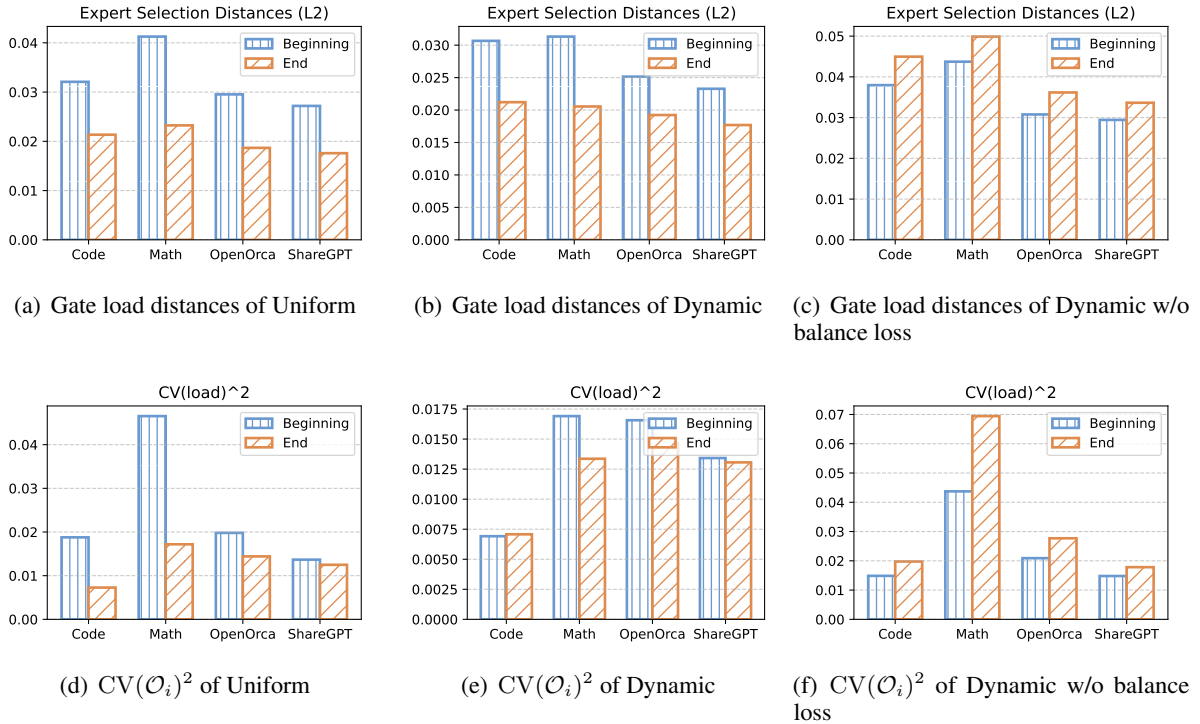 Expert Selection Distances (L2)
0.04
0.03
0.02
0.01
0.00
Beginning
End
Code Math OpenOrca ShareGPT
(a) Gate load distances of Uniform
Expert Selection Distances (L2)
0.030
0.025
0.020
0.015
0.010
0.005
0.000
Beginning
End
Code Math OpenOrca ShareGPT
(b) Gate load distances of Dynamic
Expert Selection Distances (L2)
0.05
0.04
0.03
0.02
0.01
0.00
Beginning
End
Code Math OpenOrca ShareGPT
(c) Gate load distances of Dynamic w/o
balance loss
CV(load)^2
0.04
0.03
0.02
0.01
0.00
Beginning
End
Code Math OpenOrca ShareGPT
(d) CV(𝒪ᵢ)² of Uniform
CV(load)^2
0.0175
0.0150
0.0125
0.0100
0.0075
0.0050
0.0025
0.0000
Beginning
End
Code Math OpenOrca ShareGPT
(e) CV(𝒪ᵢ)² of Dynamic
CV(load)^2
0.07
0.06
0.05
0.04
0.03
0.02
0.01
0.00
Beginning
End
Code Math OpenOrca ShareGPT
(f) CV(𝒪ᵢ)² of Dynamic w/o balance
loss